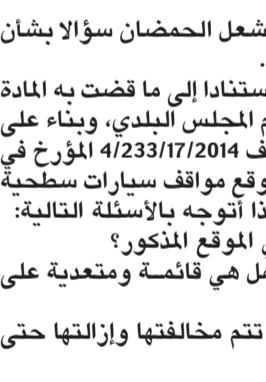 شعل الحمضان سؤالا بشأن
.
ستنادا إلى ما قضت به المادة
م المجلس البلدي، وبناء على
ف 4/233/17/2014 المؤرخ في
وقع مواقف سيارات سطحية
ذا أتوجه بالأسئلة التالية:
ي الموقع المذكور؟
هل هي قائمة ومتعدية على
تتم مخالفتها وإزالتها حتى